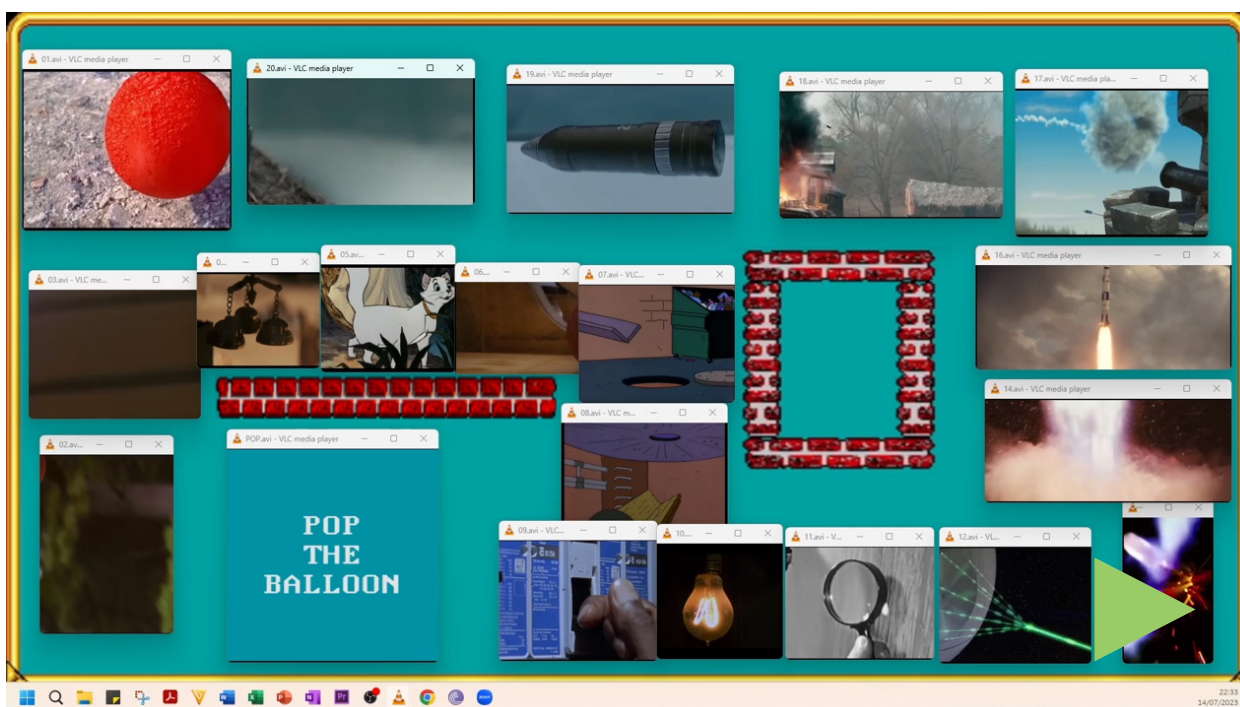 01.avi - VLC media player
20.avi - VLC media player
19.avi - VLC media player
18.avi - VLC media player
17.avi - VLC media pla...
03.avi - VLC me...
0...
05.av...
06...
07.avi - VLC...
16.avi - VLC media player
14.avi - VLC media player
08.avi - VLC m...
02.av...
POP.avi - VLC media player
POP
THE
BALLOON
09.avi - VLC...
10....
11.avi - V...
12.avi - VL...
22:33
14/07/2023